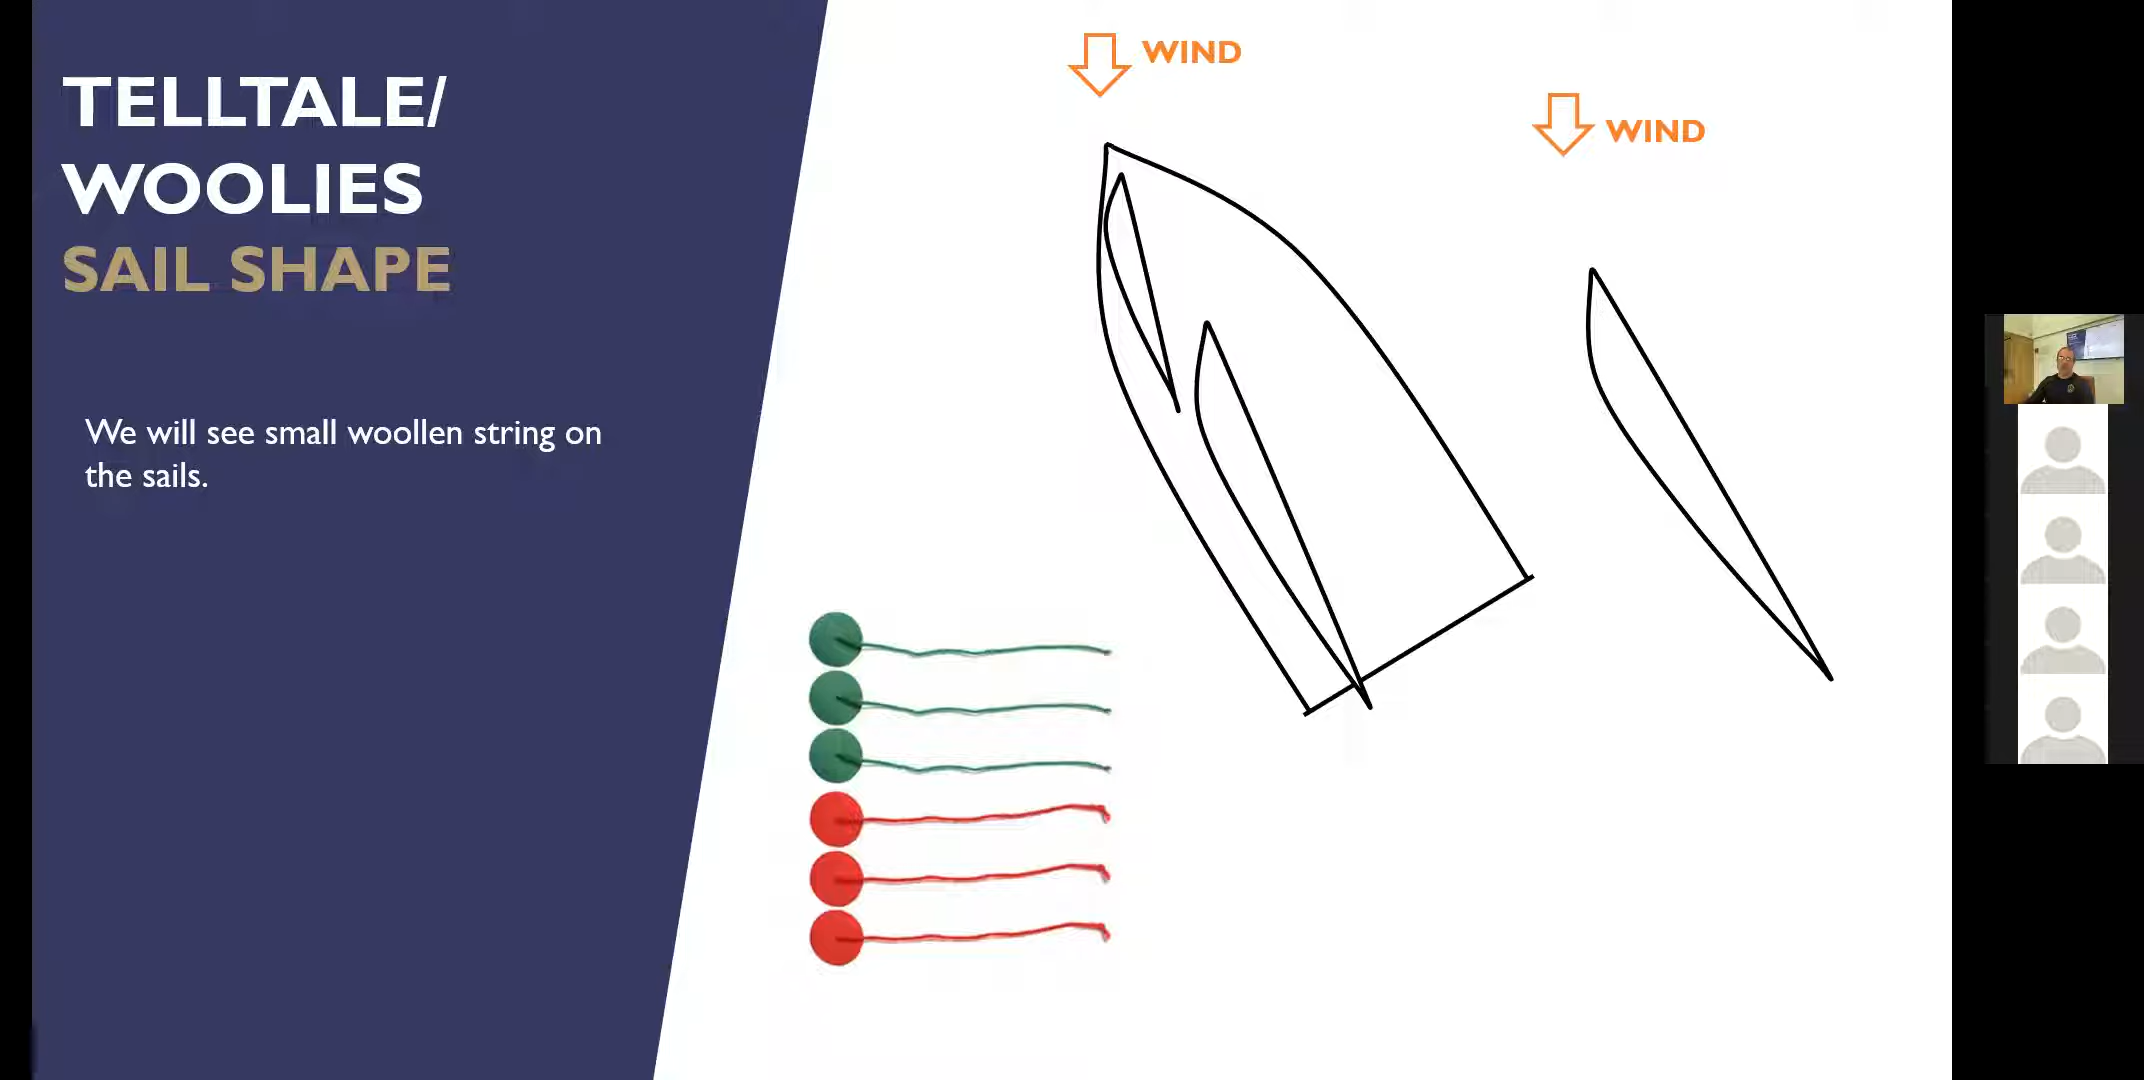 TELLTALE/
WOOLIES
SAIL SHAPE
We will see small woollen string on
the sails.
WIND
WIND